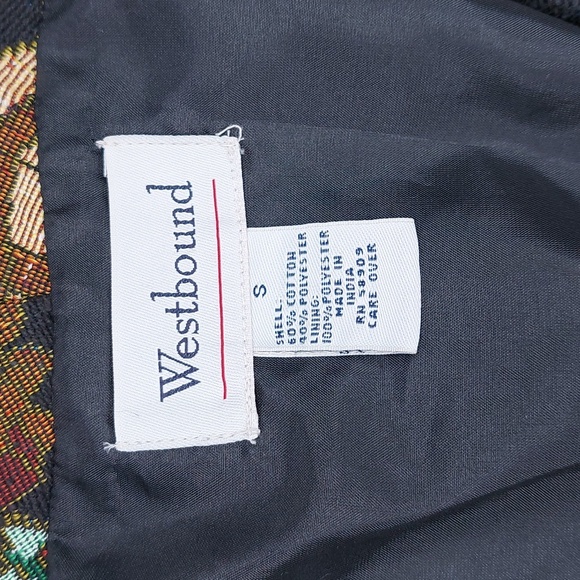 Westbound
S
SHELL:
60% COTTON
40% POLYESTER
LINING:
100% POLYESTER
MADE IN
INDIA
RN 58909
CARE OVER